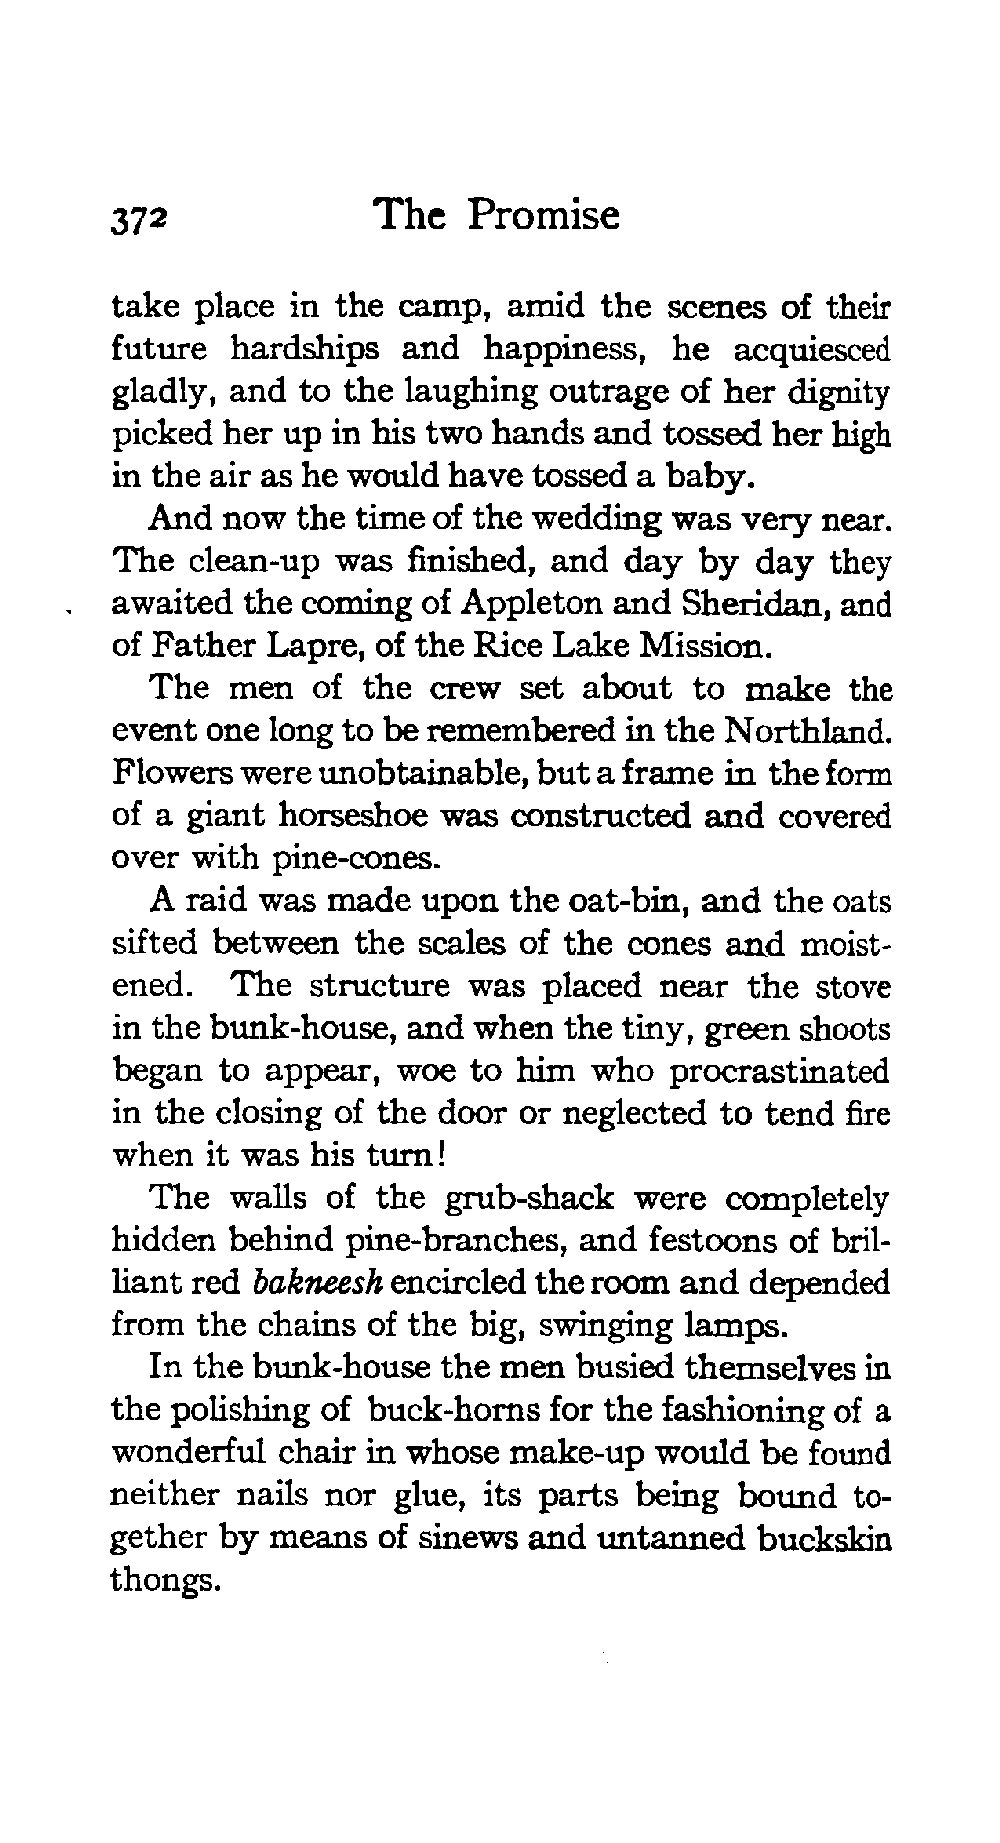 372 The Promise
take place in the camp, amid the scenes of their
future hardships and happiness, he acquiesced
gladly, and to the laughing outrage of her dignity
picked her up in his two hands and tossed her high
in the air as he would have tossed a baby.
And now the time of the wedding was very near.
The clean-up was finished, and day by day they
awaited the coming of Appleton and Sheridan, and
of Father Lapre, of the Rice Lake Mission.
The men of the crew set about to make the
event one long to be remembered in the Northland.
Flowers were unobtainable, but a frame in the form
of a giant horseshoe was constructed and covered
over with pine-cones.
A raid was made upon the oat-bin, and the oats
sifted between the scales of the cones and moist-
ened. The structure was placed near the stove
in the bunk-house, and when the tiny, green shoots
began to appear, woe to him who procrastinated
in the closing of the door or neglected to tend fire
when it was his turn!
The walls of the grub-shack were completely
hidden behind pine-branches, and festoons of bril-
liant red bakneesh encircled the room and depended
from the chains of the big, swinging lamps.
In the bunk-house the men busied themselves in
the polishing of buck-horns for the fashioning of a
wonderful chair in whose make-up would be found
neither nails nor glue, its parts being bound to-
gether by means of sinews and untanned buckskin
thongs.